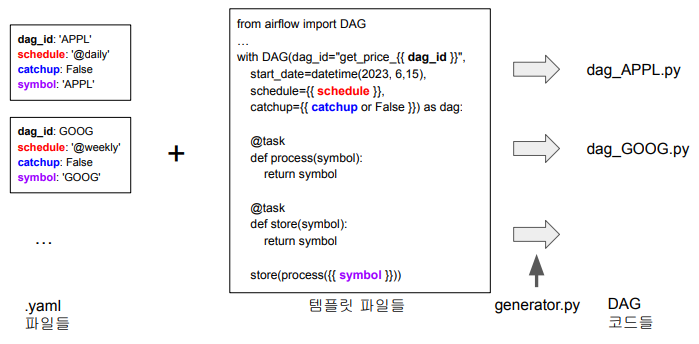 dag_id: 'APPL'
schedule: '@daily'
catchup: False
symbol: 'APPL'
dag_id: GOOG
schedule: '@weekly'
catchup: False
symbol: 'GOOG'
…
.yaml
파일들
+
from airflow import DAG
…
with DAG(dag_id="get_price_{{ dag_id }}",
start_date=datetime(2023, 6,15),
schedule={{ schedule }},
catchup={{ catchup or False }}) as dag:
@task
def process(symbol):
return symbol
@task
def store(symbol):
return symbol
store(process({{ symbol }}))
템플릿 파일들
generator.py
dag_APPL.py
dag_GOOG.py
DAG
코드들